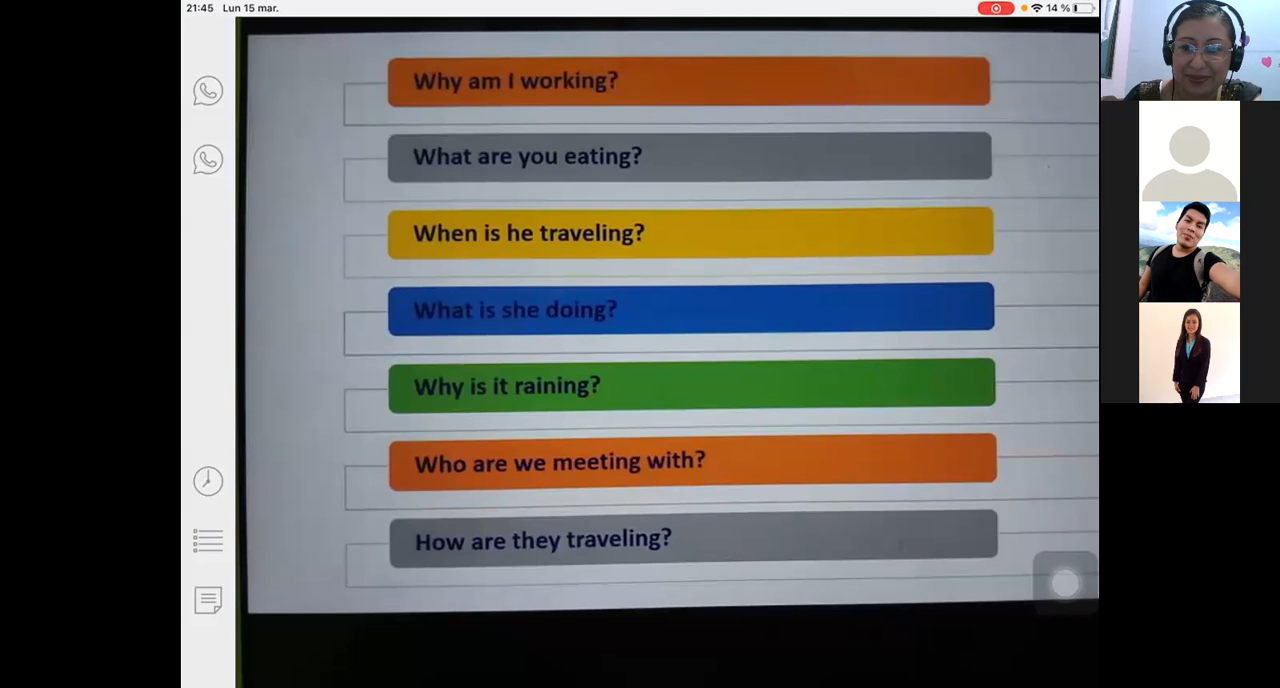 21:45 Lun 15 mar.
14 %
Why am I working?
What are you eating?
When is he traveling?
What is she doing?
Why is it raining?
Who are we meeting with?
How are they traveling?